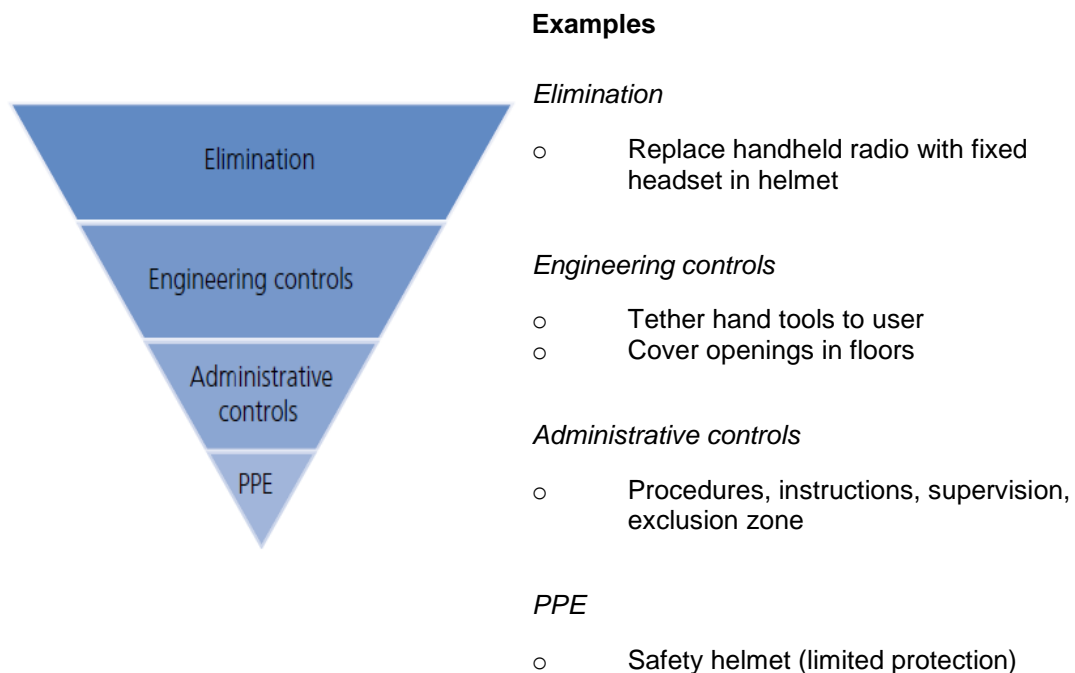 Examples
Elimination
Elimination
o Replace handheld radio with fixed
headset in helmet
Engineering controls
Engineering controls
o Tether hand tools to user
o Cover openings in floors
Administrative
controls
Administrative controls
PPE
o Procedures, instructions, supervision,
exclusion zone
PPE
o Safety helmet (limited protection)